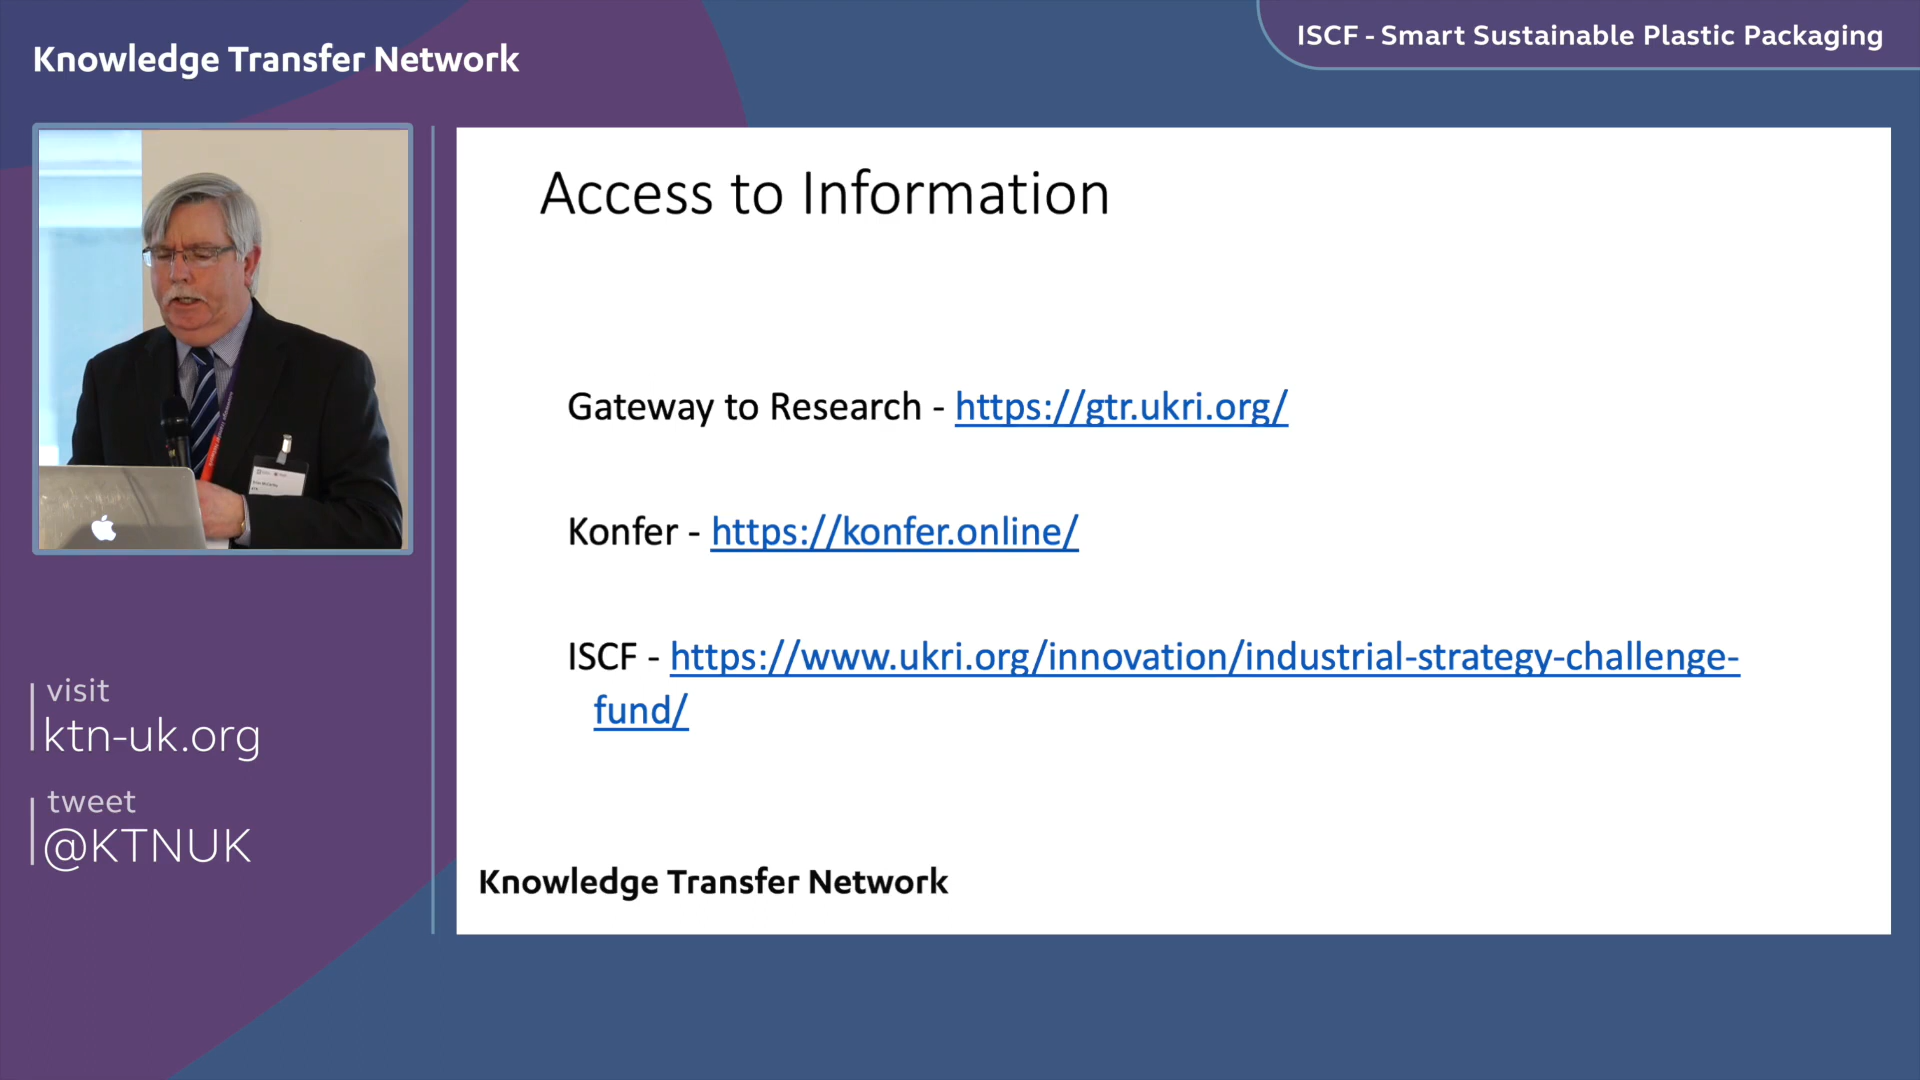 Knowledge Transfer Network
ISCF - Smart Sustainable Plastic Packaging
Access to Information
Gateway to Research - https://gtr.ukri.org/
Konfer - https://konfer.online/
ISCF - https://www.ukri.org/innovation/industrial-strategy-challenge-
fund/
Knowledge Transfer Network
visit
ktn-uk.org
tweet
@KTNUK